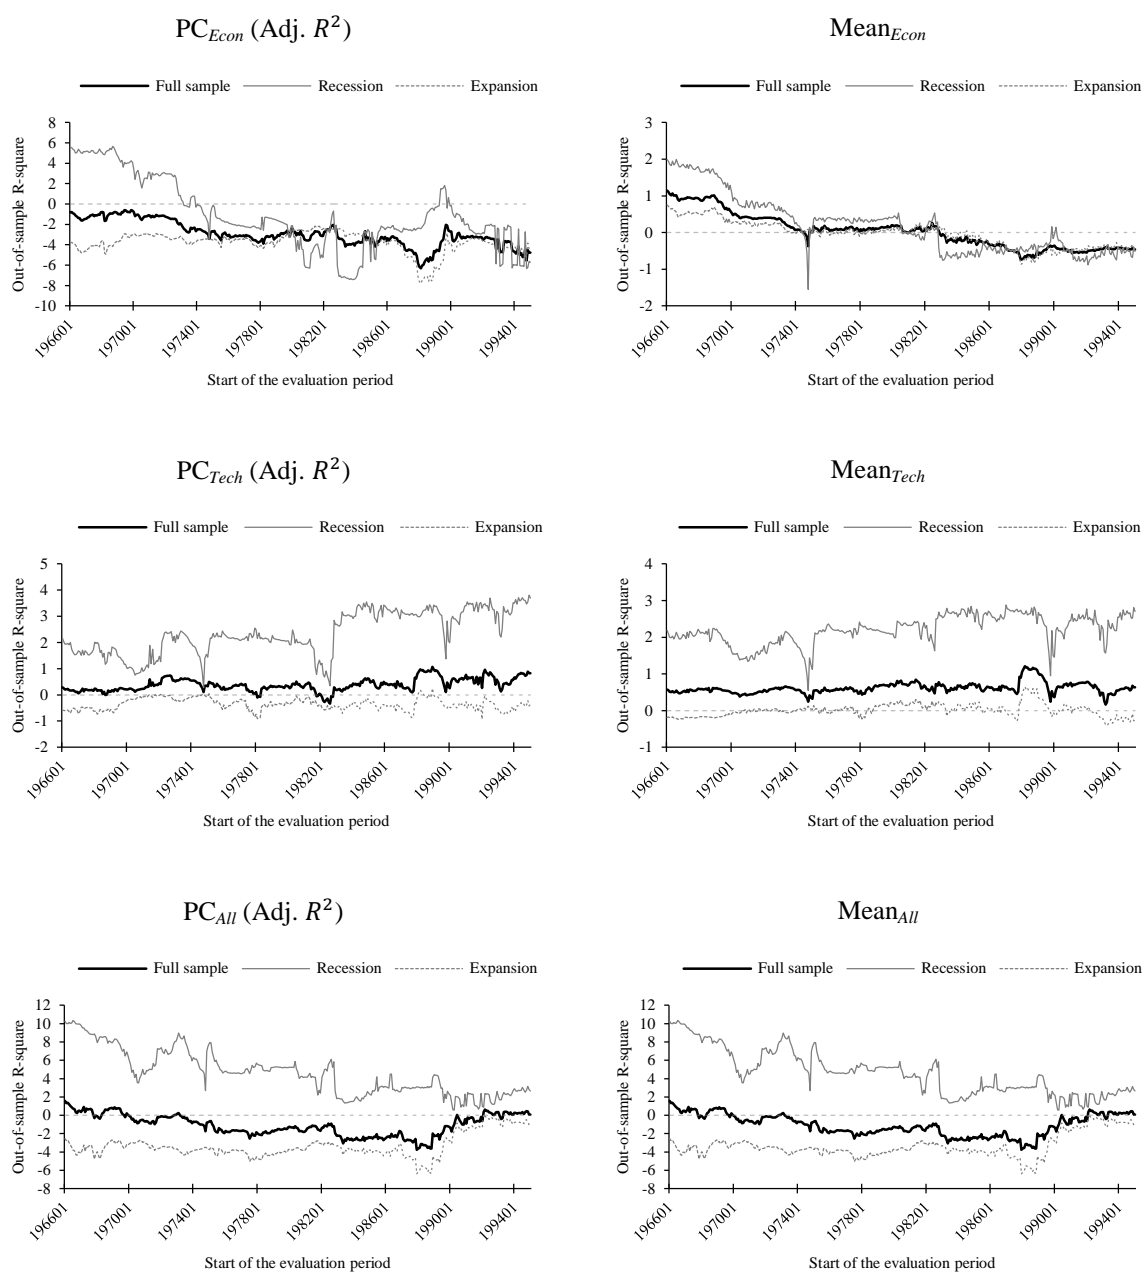 PC_Econ (Adj. R²)
Full sample Recession Expansion
Out-of-sample R-square
8
6
4
2
0
-2
-4
-6
-8
-10
196601 197001 197401 197801 198201 198601 199001 199401
Start of the evaluation period
Mean_Econ
Full sample Recession Expansion
Out-of-sample R-square
3
2
1
0
-1
-2
196601 197001 197401 197801 198201 198601 199001 199401
Start of the evaluation period
PC_Tech (Adj. R²)
Full sample Recession Expansion
Out-of-sample R-square
5
4
3
2
1
0
-1
-2
196601 197001 197401 197801 198201 198601 199001 199401
Start of the evaluation period
Mean_Tech
Full sample Recession Expansion
Out-of-sample R-square
4
3
2
1
0
-1
196601 197001 197401 197801 198201 198601 199001 199401
Start of the evaluation period
PC_All (Adj. R²)
Full sample Recession Expansion
Out-of-sample R-square
12
10
8
6
4
2
0
-2
-4
-6
-8
196601 197001 197401 197801 198201 198601 199001 199401
Start of the evaluation period
Mean_All
Full sample Recession Expansion
Out-of-sample R-square
12
10
8
6
4
2
0
-2
-4
-6
-8
196601 197001 197401 197801 198201 198601 199001 199401
Start of the evaluation period